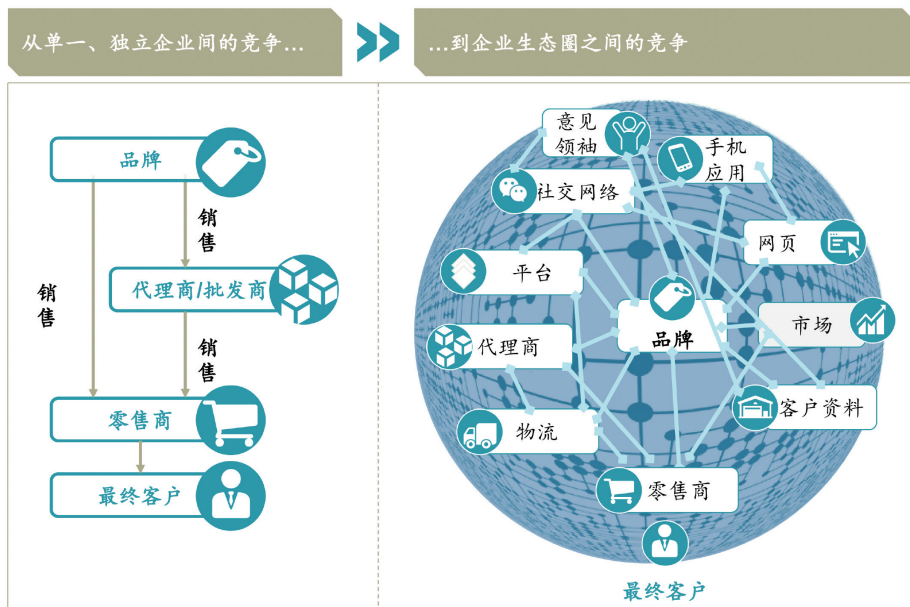 从单一、独立企业间的竞争…
…到企业生态圈之间的竞争
品牌
销
售
代理商/批发商
销
售
销
售
零售商
最终客户
意见
领袖
手机
应用
社交网络
网页
平台
品牌
市场
代理商
客户资料
物流
零售商
最终客户